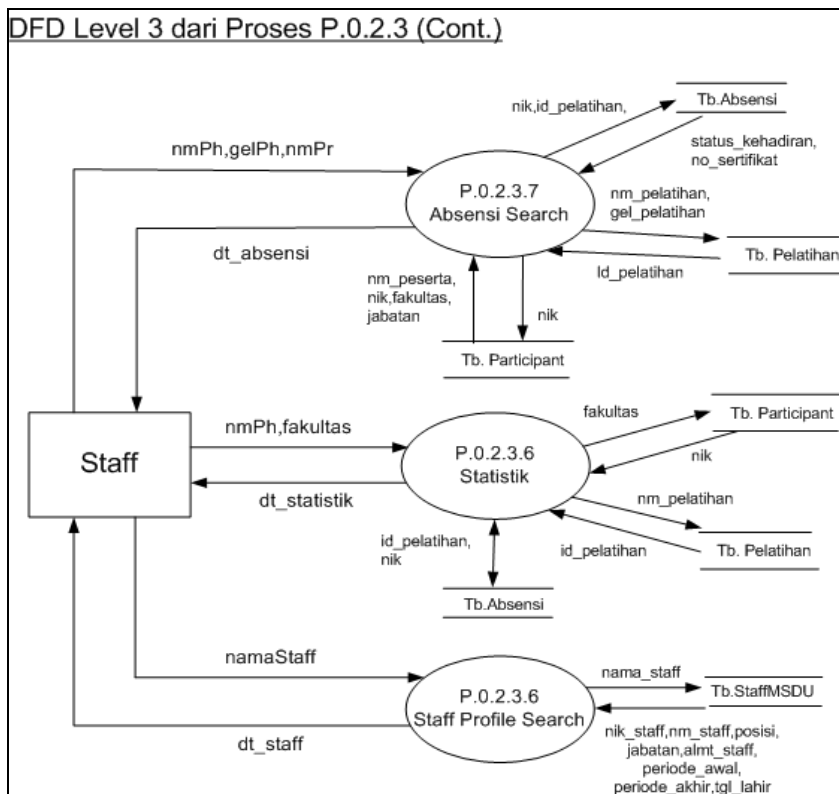 DFD Level 3 dari Proses P.0.2.3 (Cont.)
nik,id_pelatihan,
Tb.Absensi
nmPh,gelPh,nmPr
status_kehadiran,
no_sertifikat
P.0.2.3.7
Absensi Search
nm_pelatihan,
gel_pelatihan
dt_absensi
Id_pelatihan
Tb. Pelatihan
nm_peserta,
nik,fakultas,
jabatan
nik
Tb. Participant
fakultas
Tb. Participant
nmPh,fakultas
P.0.2.3.6
Statistik
nik
Staff
dt_statistik
nm_pelatihan
id_pelatihan,
nik
id_pelatihan
Tb. Pelatihan
Tb.Absensi
namaStaff
nama_staff
P.0.2.3.6
Staff Profile Search
Tb.StaffMSDU
dt_staff
nik_staff,nm_staff,posisi,
jabatan,almt_staff,
periode_awal,
periode_akhir,tgl_lahir